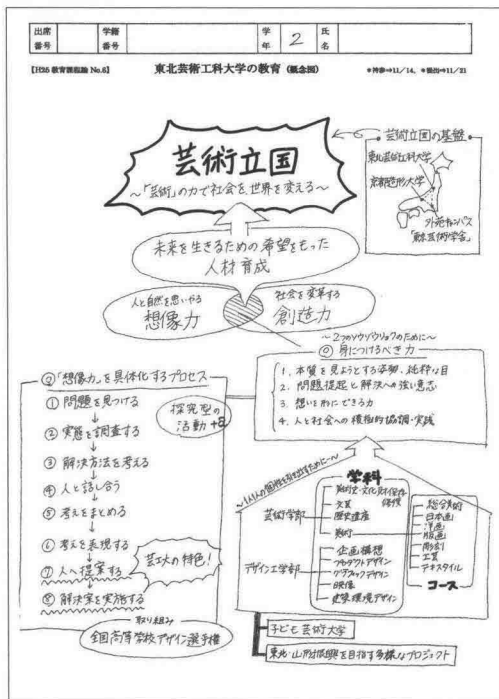 出席番号
学籍番号
学年
2
氏名
【H25 教育課程論 No.6】
東北芸術工科大学の教育 (概念図)
*持参⇒11/14、*提出⇒11/21
芸術立国
〜「芸術」の力で社会を、世界を変える〜
芸術立国の基盤
東北芸術工科大学
京都造形大学
外苑キャンパス
「東京芸術学舎」
未来を生きるための希望をもった
人材育成
人と自然を思いやる
想像力
社会を変革する
創造力
〜2つのソウゾウリョクのために〜
◎ 身につけるべき力
1. 本質を見ようとする姿勢、純粋な目
2. 問題提起と解決への強い意志
3. 想いを形にできる力
4. 人と社会への積極的協調・実践
◎「想像力」を具体化するプロセス
① 問題を見つける
② 実態を調査する
③ 解決方法を考える
④ 人と話し合う
⑤ 考えをまとめる
⑥ 考えを表現する
⑦ 人へ提案する
⑧ 解決案を実施する
探究型の
活動 +α
芸工大の特色!
取り組み
全国高等学校デザイン選手権
〜1人1人の個性を引き出すために〜
学科
芸術学部
美術史・文化財保存修復
文芸
歴史遺産
美術
デザイン工学部
企画構想
プロダクトデザイン
グラフィックデザイン
映像
建築・環境デザイン
総合美術
日本画
洋画
版画
彫刻
工芸
テキスタイル
コース
子ども芸術大学
東北・山形振興を目指す多様なプロジェクト